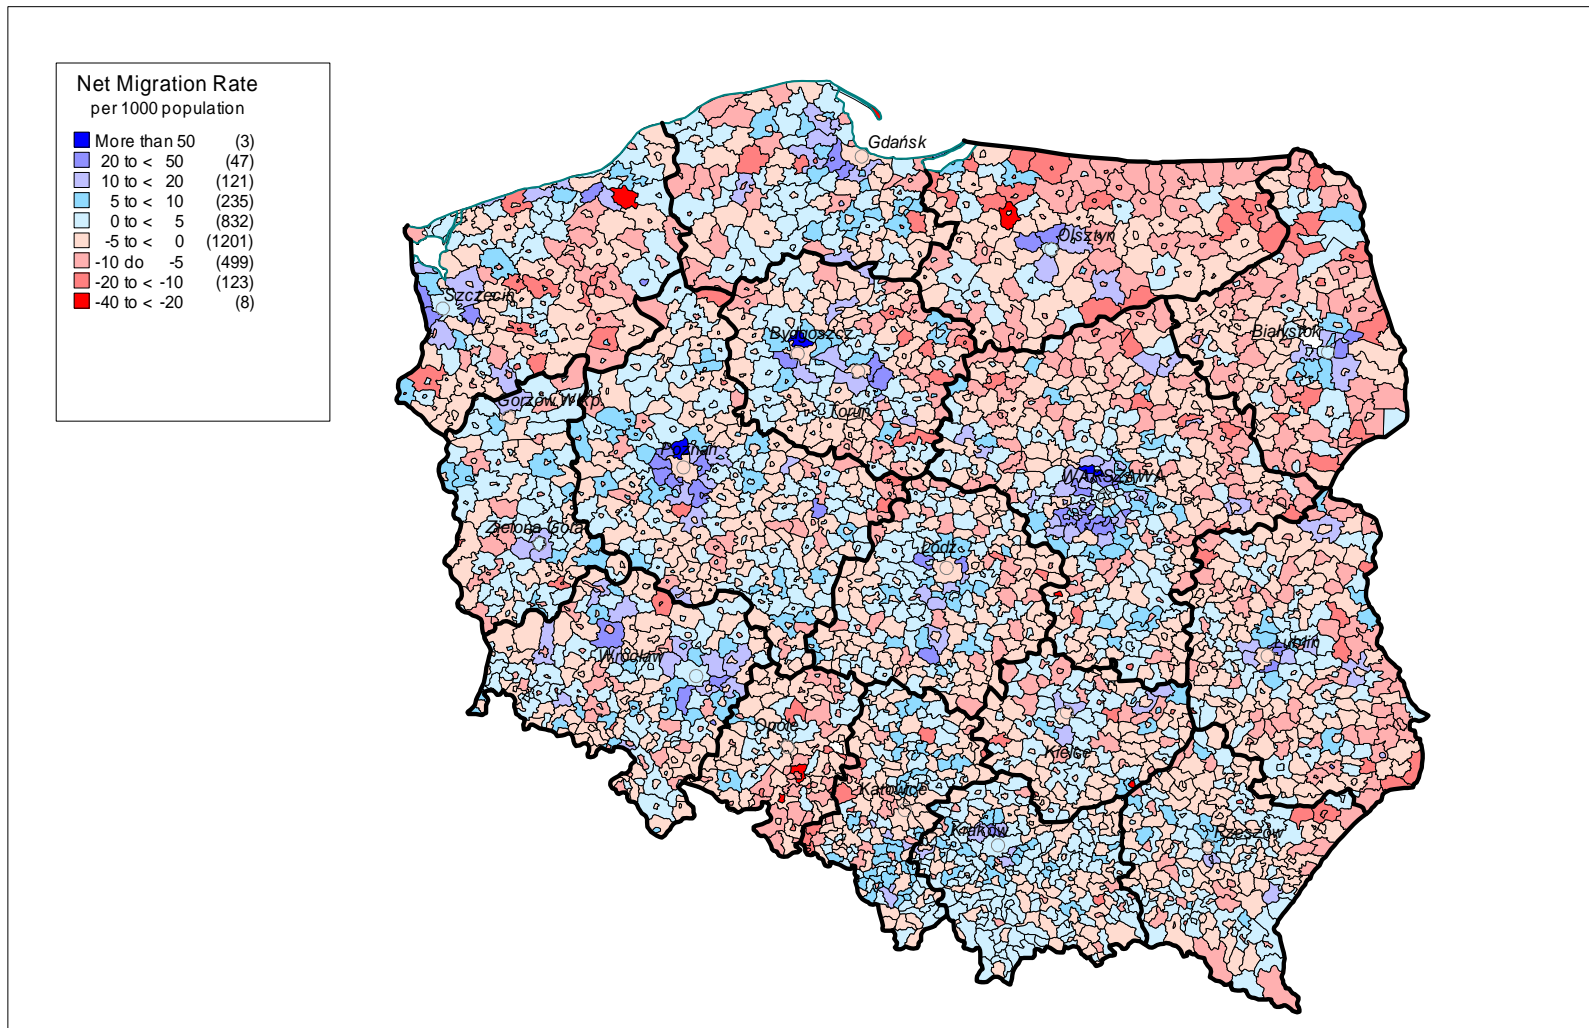 Net Migration Rate
per 1000 population
More than 50 (3)
20 to < 50 (47)
10 to < 20 (121)
5 to < 10 (235)
0 to < 5 (832)
-5 to < 0 (1201)
-10 do -5 (499)
-20 to < -10 (123)
-40 to < -20 (8)
Gdańsk
Olsztyn
Szczecin
Bydgoszcz
Białystok
Gorzów Wlkp.
Toruń
Poznań
WARSZAWA
Zielona Góra
Łódź
Wrocław
Lublin
Opole
Kielce
Katowice
Kraków
Rzeszów